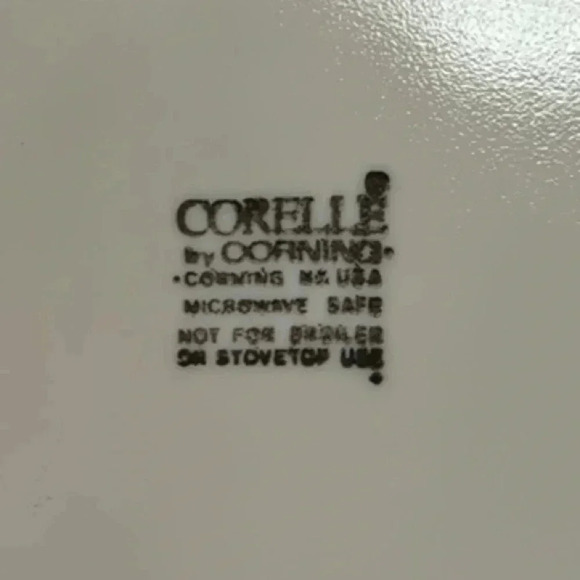 CORELLE
by CORNING
CORNING NY. USA
MICROWAVE SAFE
NOT FOR BROILER
OR STOVETOP USE